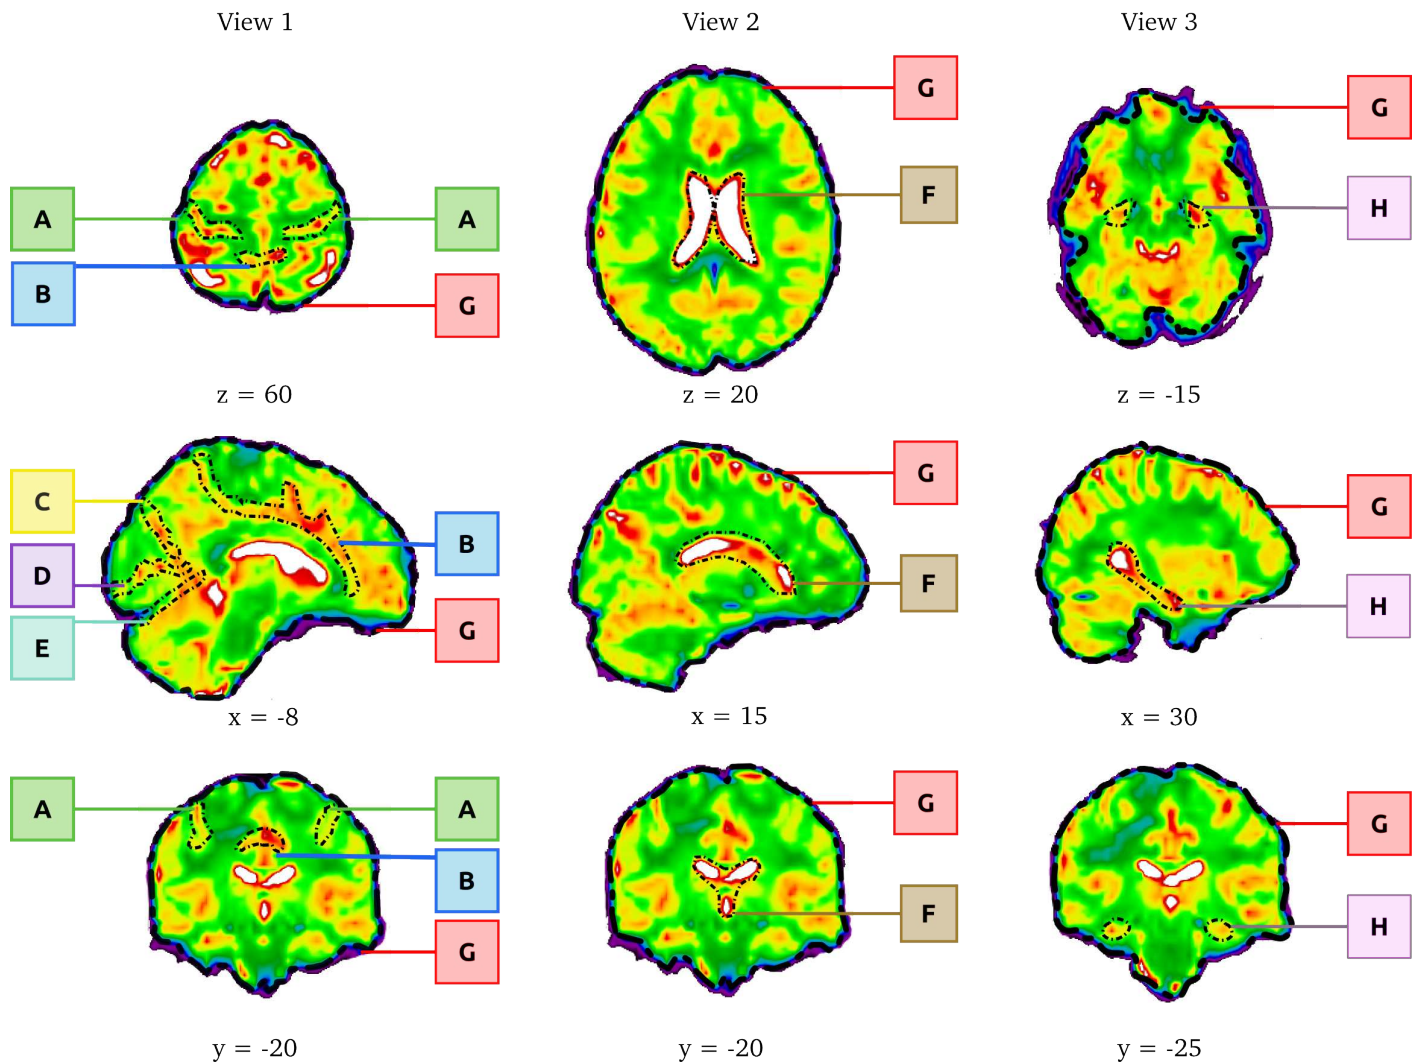 View 1
View 2
View 3
G
G
F
A
A
H
B
G
z = 60
z = 20
z = -15
G
C
G
B
D
F
H
E
G
x = -8
x = 15
x = 30
A
A
G
G
B
F
H
G
y = -20
y = -20
y = -25